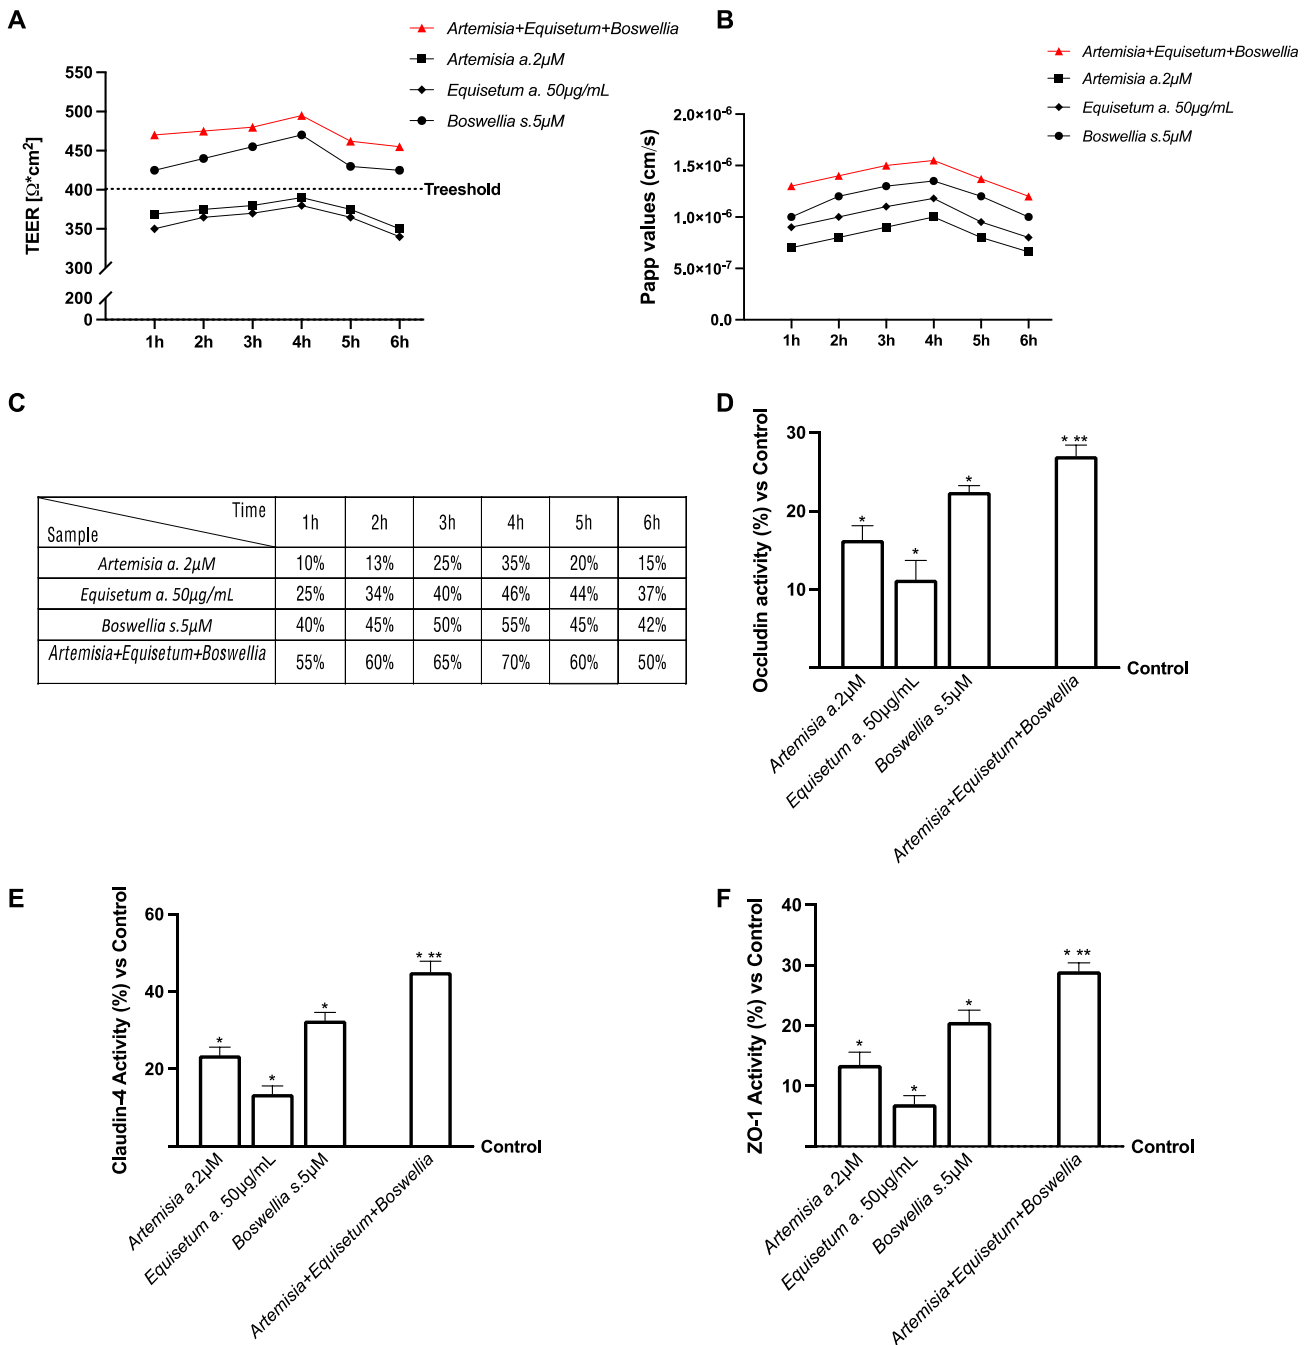 A
Artemisia+Equisetum+Boswellia
Artemisia a.2µM
Equisetum a. 50µg/mL
Boswellia s.5µM
TEER [Ω*cm²]
550
500
450
400
350
300
200
0
Treeshold
1h 2h 3h 4h 5h 6h
B
Artemisia+Equisetum+Boswellia
Artemisia a.2µM
Equisetum a. 50µg/mL
Boswellia s.5µM
Papp values (cm/s)
2.0×10⁻⁶
1.5×10⁻⁶
1.0×10⁻⁶
5.0×10⁻⁷
0.0
1h 2h 3h 4h 5h 6h
C
Time
Sample
1h 2h 3h 4h 5h 6h
Artemisia a. 2µM 10% 13% 25% 35% 20% 15%
Equisetum a. 50µg/mL 25% 34% 40% 46% 44% 37%
Boswellia s.5µM 40% 45% 50% 55% 45% 42%
Artemisia+Equisetum+Boswellia 55% 60% 65% 70% 60% 50%
D
Occludin activity (%) vs Control
30
20
10
*
*
*
* **
Control
Artemisia a.2µM
Equisetum a. 50µg/mL
Boswellia s.5µM
Artemisia+Equisetum+Boswellia
E
Claudin-4 Activity (%) vs Control
60
40
20
*
*
*
* **
Control
Artemisia a.2µM
Equisetum a. 50µg/mL
Boswellia s.5µM
Artemisia+Equisetum+Boswellia
F
ZO-1 Activity (%) vs Control
40
30
20
10
*
*
*
* **
Control
Artemisia a.2µM
Equisetum a. 50µg/mL
Boswellia s.5µM
Artemisia+Equisetum+Boswellia